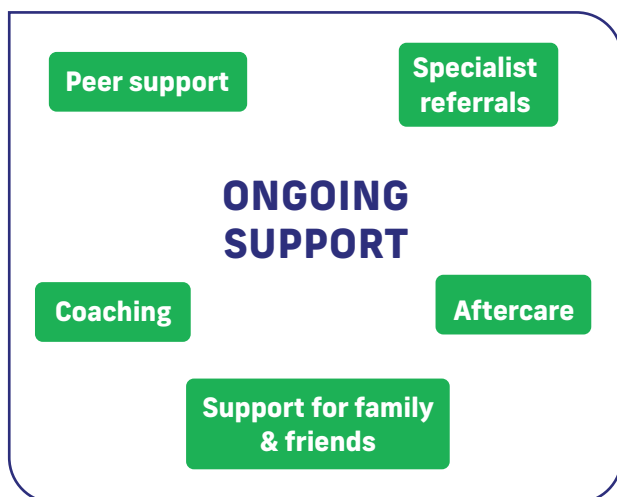 Peer support
Specialist
referrals
ONGOING
SUPPORT
Coaching
Aftercare
Support for family
& friends